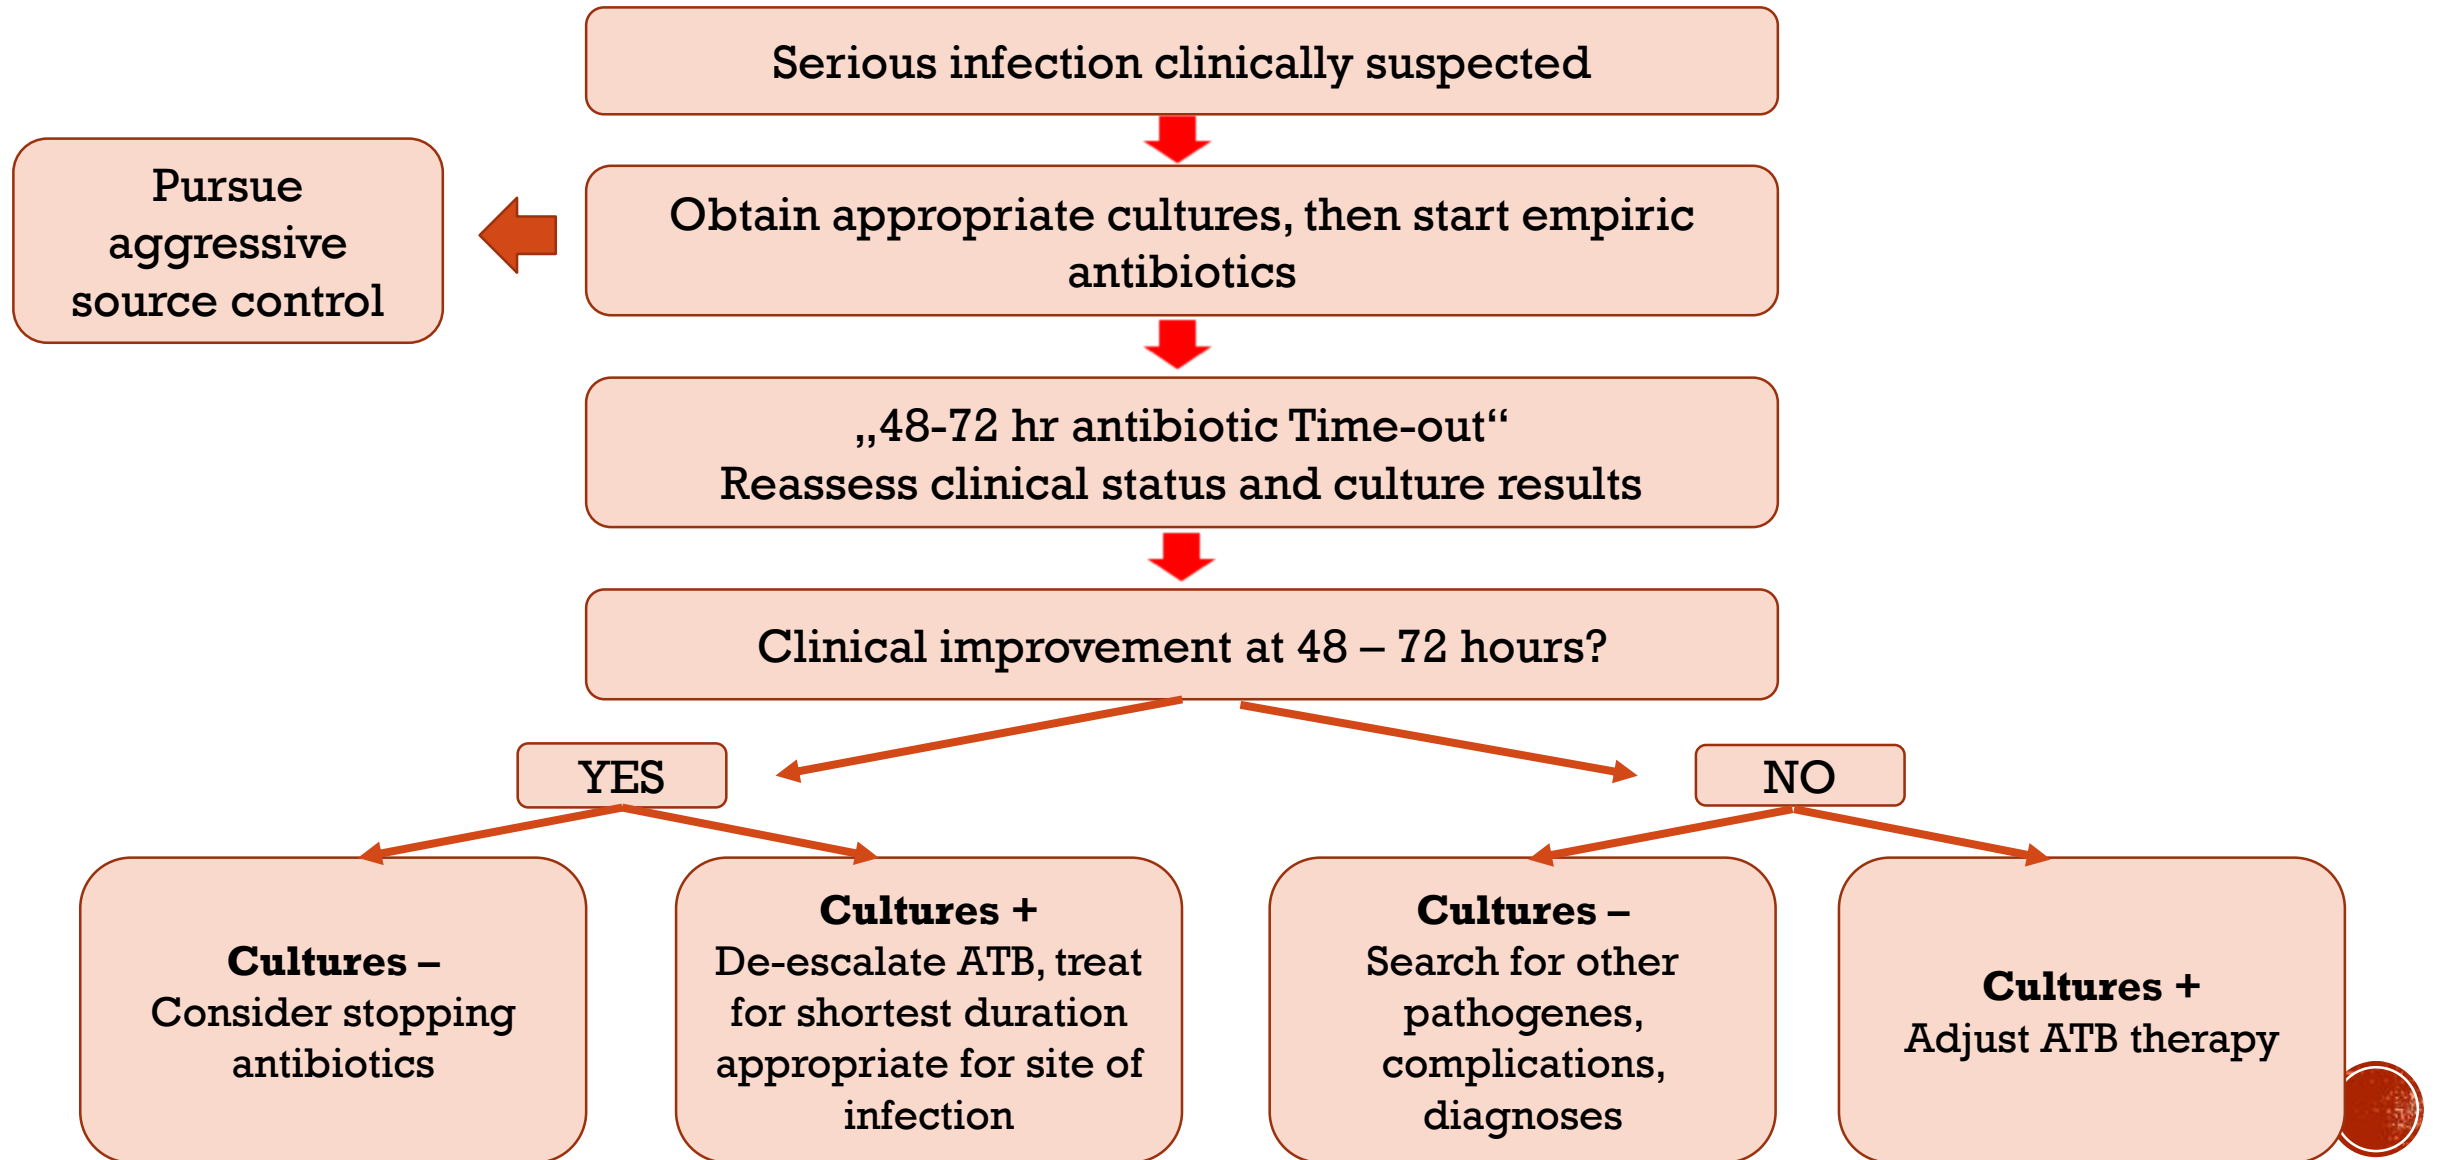 Serious infection clinically suspected
Pursue
aggressive
source control
Obtain appropriate cultures, then start empiric
antibiotics
„48-72 hr antibiotic Time-out“
Reassess clinical status and culture results
Clinical improvement at 48 – 72 hours?
YES
NO
Cultures –
Consider stopping
antibiotics
Cultures +
De-escalate ATB, treat
for shortest duration
appropriate for site of
infection
Cultures –
Search for other
pathogenes,
complications,
diagnoses
Cultures +
Adjust ATB therapy